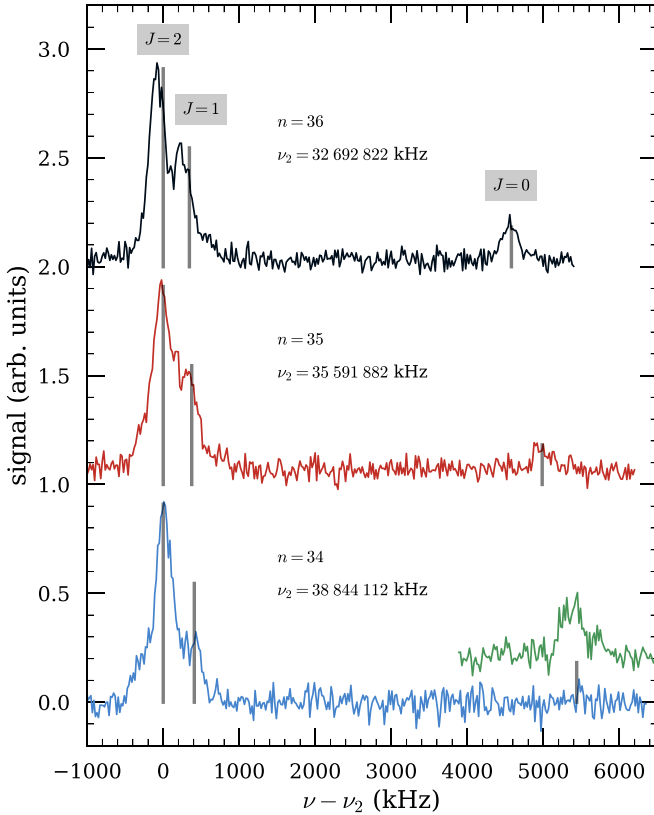 3.0
2.5
2.0
1.5
1.0
0.5
0.0
signal (arb. units)
J = 2
J = 1
J = 0
n = 36
ν₂ = 32 692 822 kHz
n = 35
ν₂ = 35 591 882 kHz
n = 34
ν₂ = 38 844 112 kHz
−1000 0 1000 2000 3000 4000 5000 6000
ν − ν₂ (kHz)